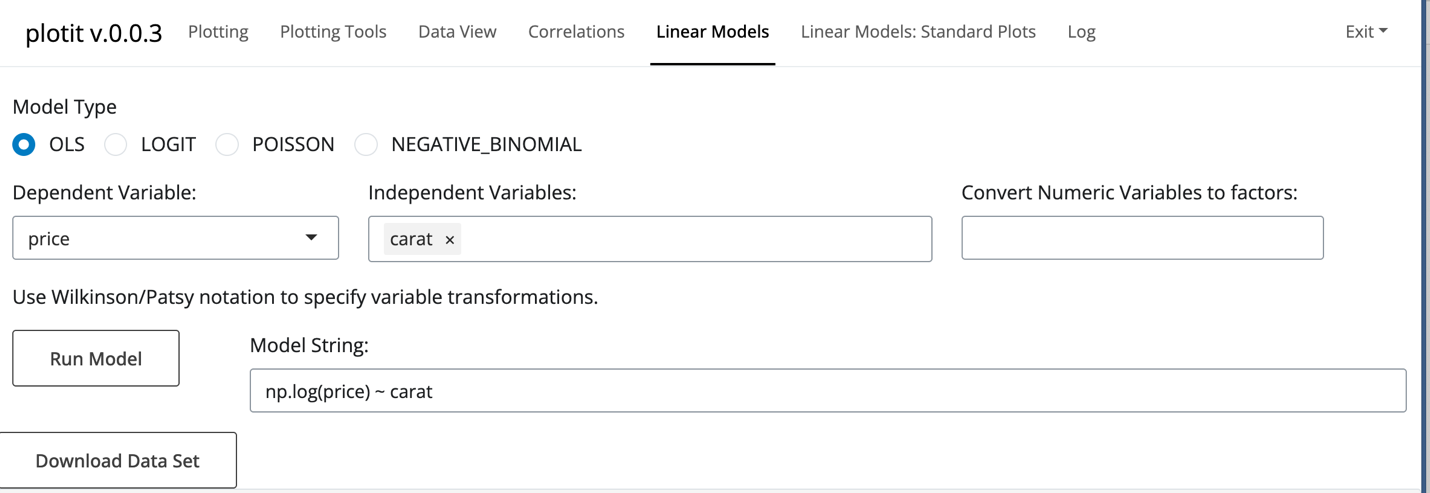 plotit v.0.0.3 Plotting Plotting Tools Data View Correlations Linear Models Linear Models: Standard Plots Log Exit
Model Type
OLS LOGIT POISSON NEGATIVE_BINOMIAL
Dependent Variable: Independent Variables: Convert Numeric Variables to factors:
price carat ×
Use Wilkinson/Patsy notation to specify variable transformations.
Model String:
Run Model
np.log(price) ~ carat
Download Data Set